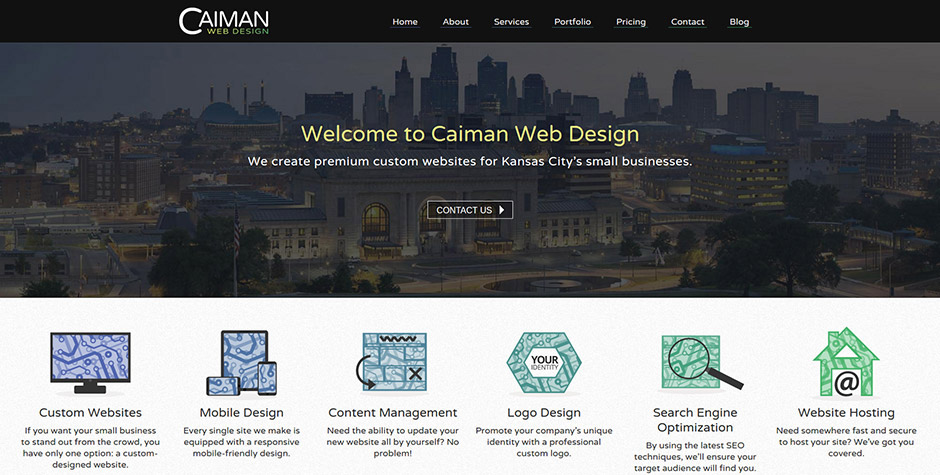 CAIMAN
WEB DESIGN
Home About Services Portfolio Pricing Contact Blog
Welcome to Caiman Web Design
We create premium custom websites for Kansas City's small businesses.
CONTACT US
YOUR
IDENTITY
@
Custom Websites
If you want your small business
to stand out from the crowd, you
have only one option: a custom-
designed website.
Mobile Design
Every single site we make is
equipped with a responsive
mobile-friendly design.
Content Management
Need the ability to update your
new website all by yourself? No
problem!
Logo Design
Promote your company's unique
identity with a professional
custom logo.
Search Engine
Optimization
By using the latest SEO
techniques, we'll ensure your
target audience will find you.
Website Hosting
Need somewhere fast and secure
to host your site? We've got you
covered.